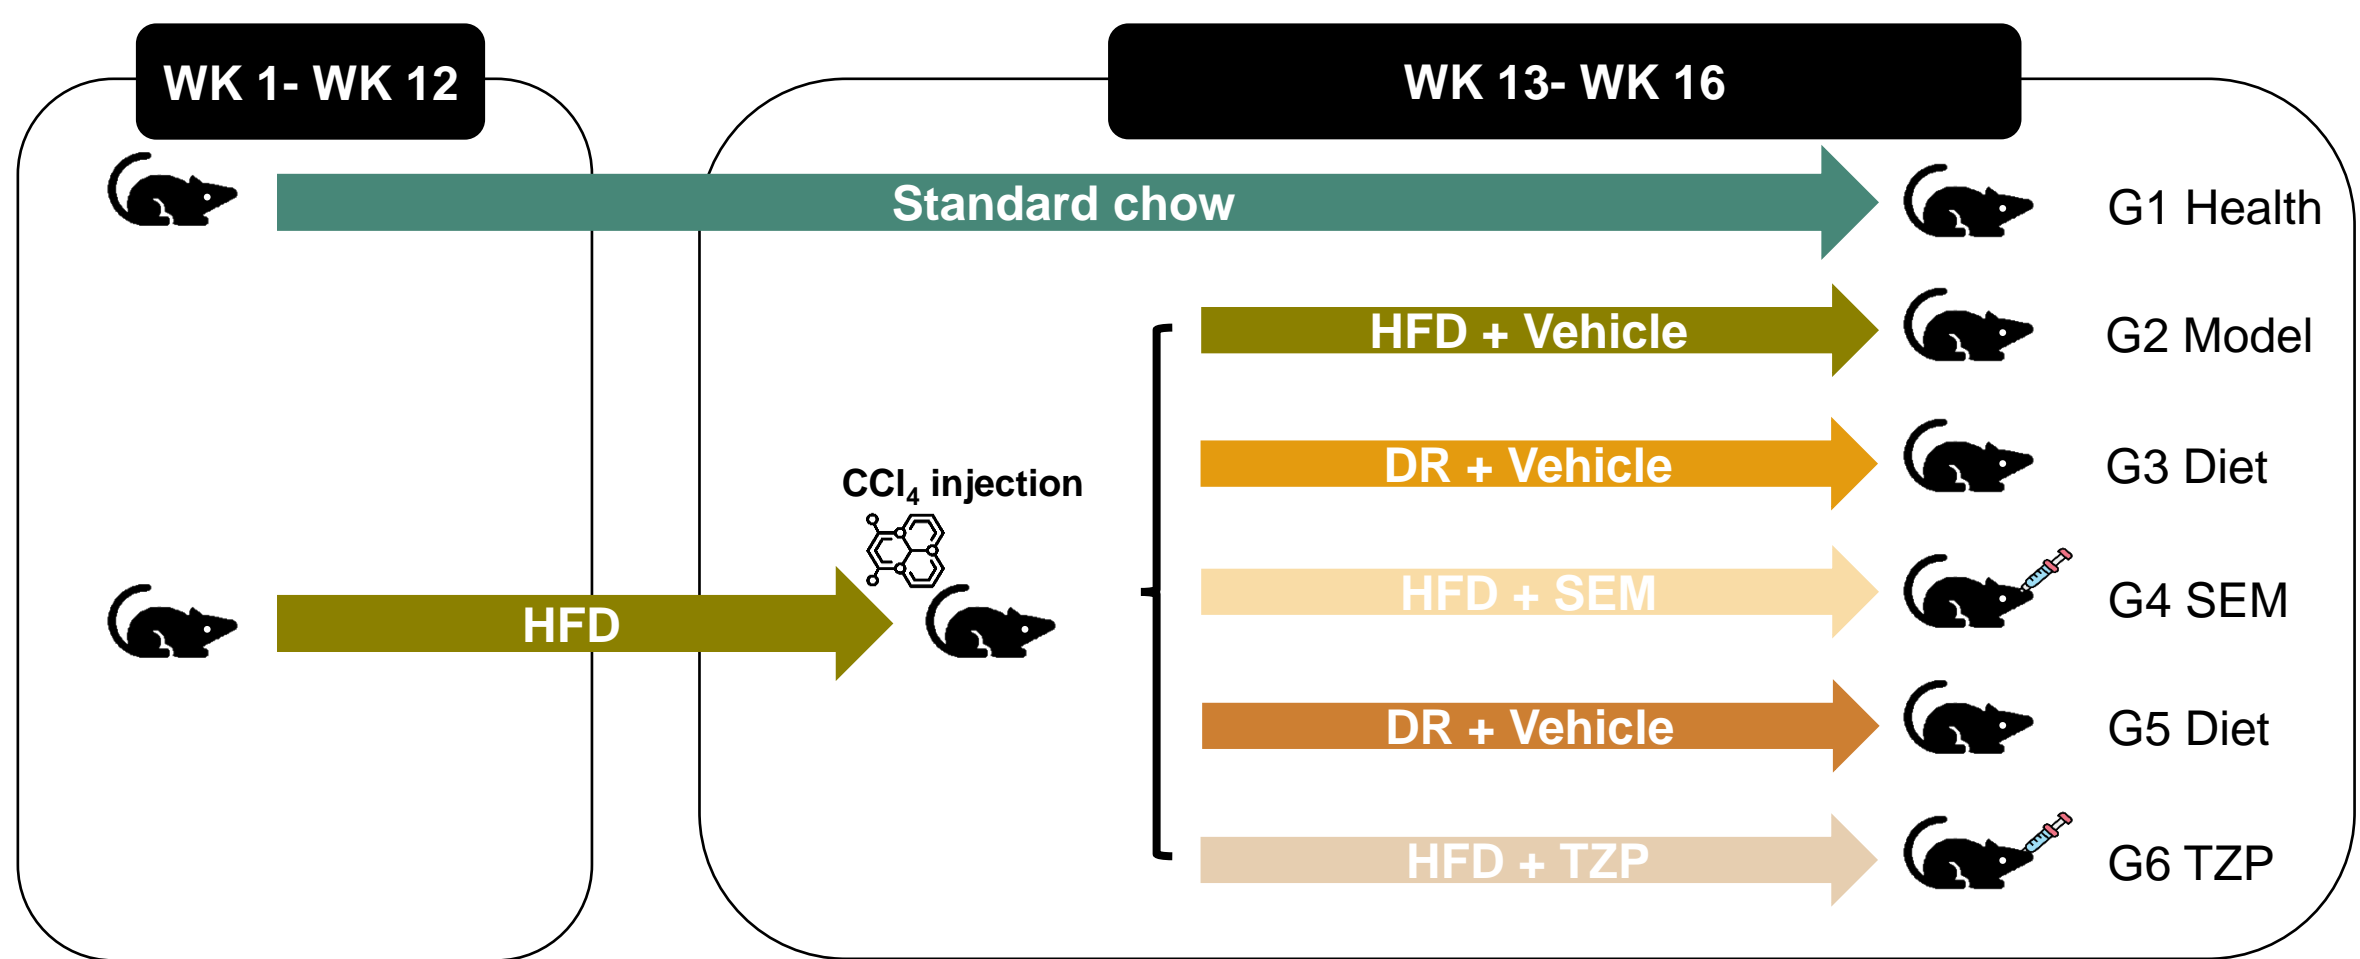 WK 1- WK 12
WK 13- WK 16
Standard chow
G1 Health
HFD + Vehicle
G2 Model
DR + Vehicle
G3 Diet
CCl₄ injection
HFD + SEM
G4 SEM
HFD
DR + Vehicle
G5 Diet
HFD + TZP
G6 TZP